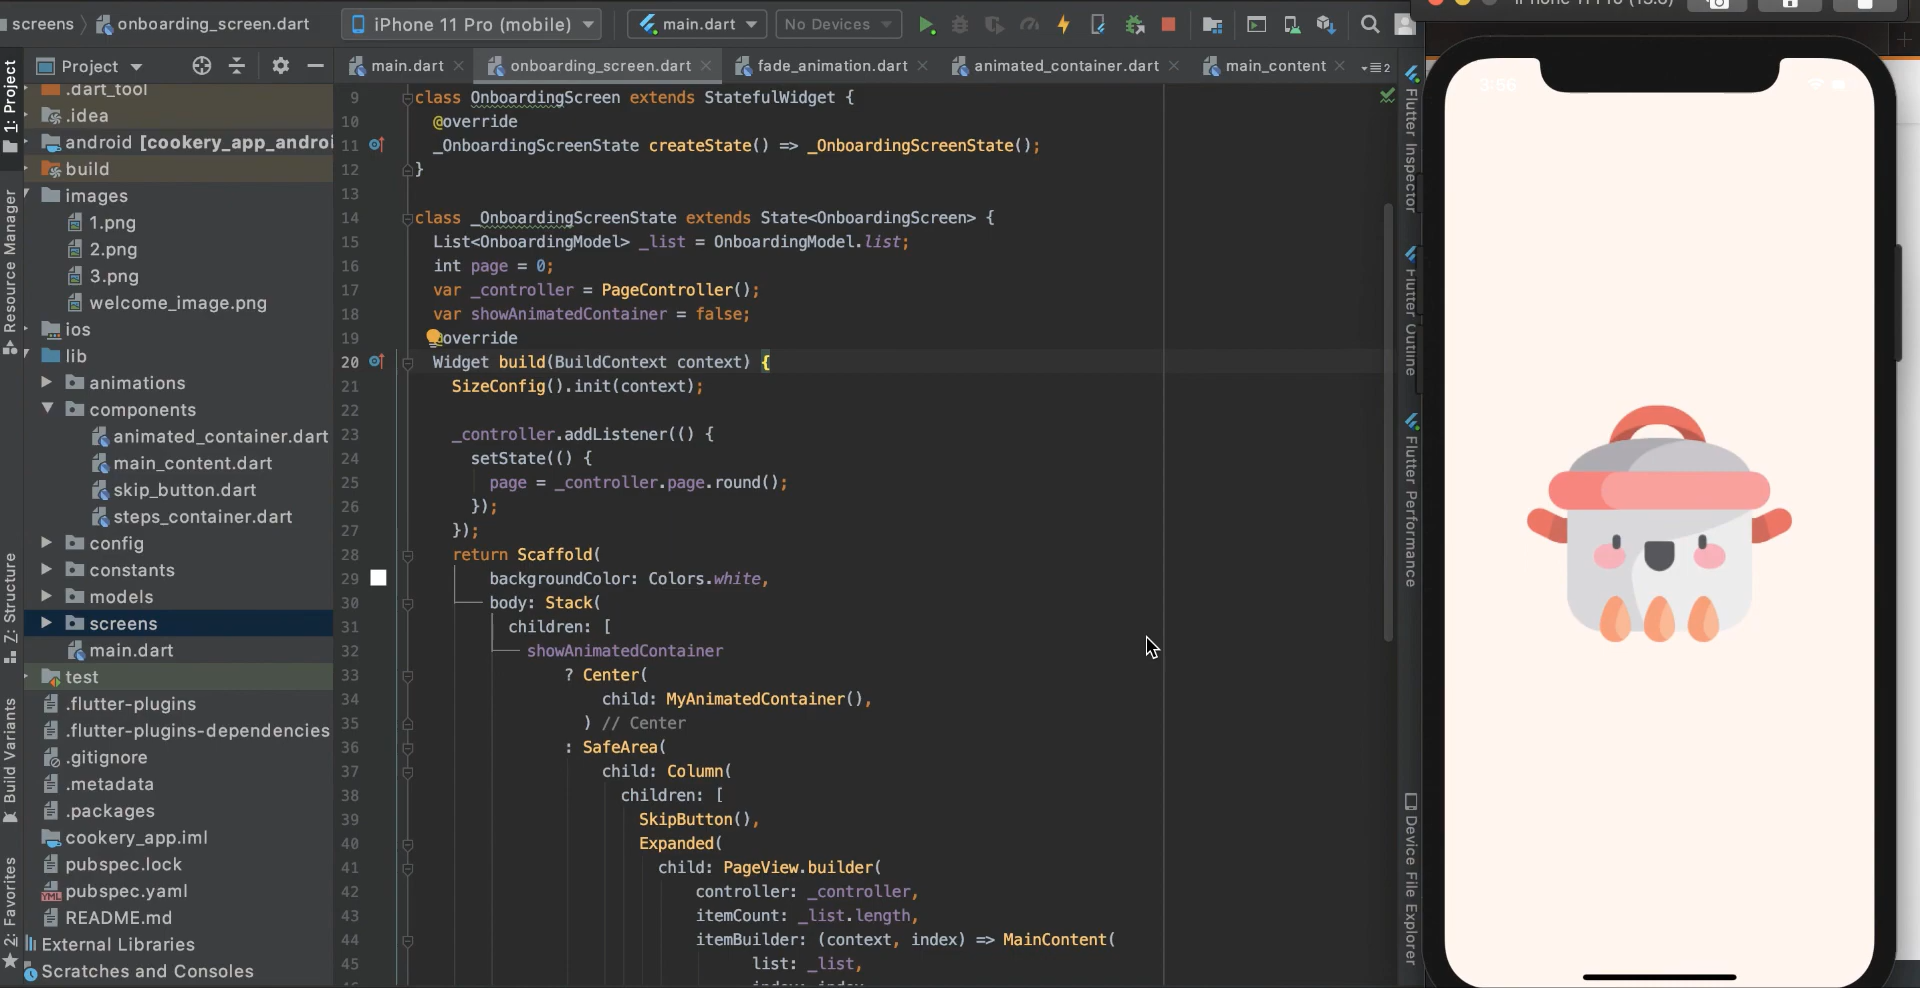 screens
onboarding_screen.dart
iPhone 11 Pro (mobile)
main.dart
No Devices
Project
main.dart
onboarding_screen.dart
fade_animation.dart
animated_container.dart
main_content
2
1: Project
Resource Manager
Z: Structure
Build Variants
2: Favorites
.dart_tool
.idea
android [cookery_app_androi
build
images
1.png
2.png
3.png
welcome_image.png
ios
lib
animations
components
animated_container.dart
main_content.dart
skip_button.dart
steps_container.dart
config
constants
models
screens
main.dart
test
.flutter-plugins
.flutter-plugins-dependencies
.gitignore
.metadata
.packages
cookery_app.iml
pubspec.lock
pubspec.yaml
README.md
External Libraries
Scratches and Consoles
9 class OnboardingScreen extends StatefulWidget {
10 @override
11 _OnboardingScreenState createState() => _OnboardingScreenState();
12 }
13
14 class _OnboardingScreenState extends State<OnboardingScreen> {
15 List<OnboardingModel> _list = OnboardingModel.list;
16 int page = 0;
17 var _controller = PageController();
18 var showAnimatedContainer = false;
19 @override
20 Widget build(BuildContext context) {
21 SizeConfig().init(context);
22
23 _controller.addListener(() {
24 setState(() {
25 page = _controller.page.round();
26 });
27 });
28 return Scaffold(
29 backgroundColor: Colors.white,
30 body: Stack(
31 children: [
32 showAnimatedContainer
33 ? Center(
34 child: MyAnimatedContainer(),
35 ) // Center
36 : SafeArea(
37 child: Column(
38 children: [
39 SkipButton(),
40 Expanded(
41 child: PageView.builder(
42 controller: _controller,
43 itemCount: _list.length,
44 itemBuilder: (context, index) => MainContent(
45 list: _list,
Flutter Inspector
Flutter Outline
Flutter Performance
Device File Explorer
3:56